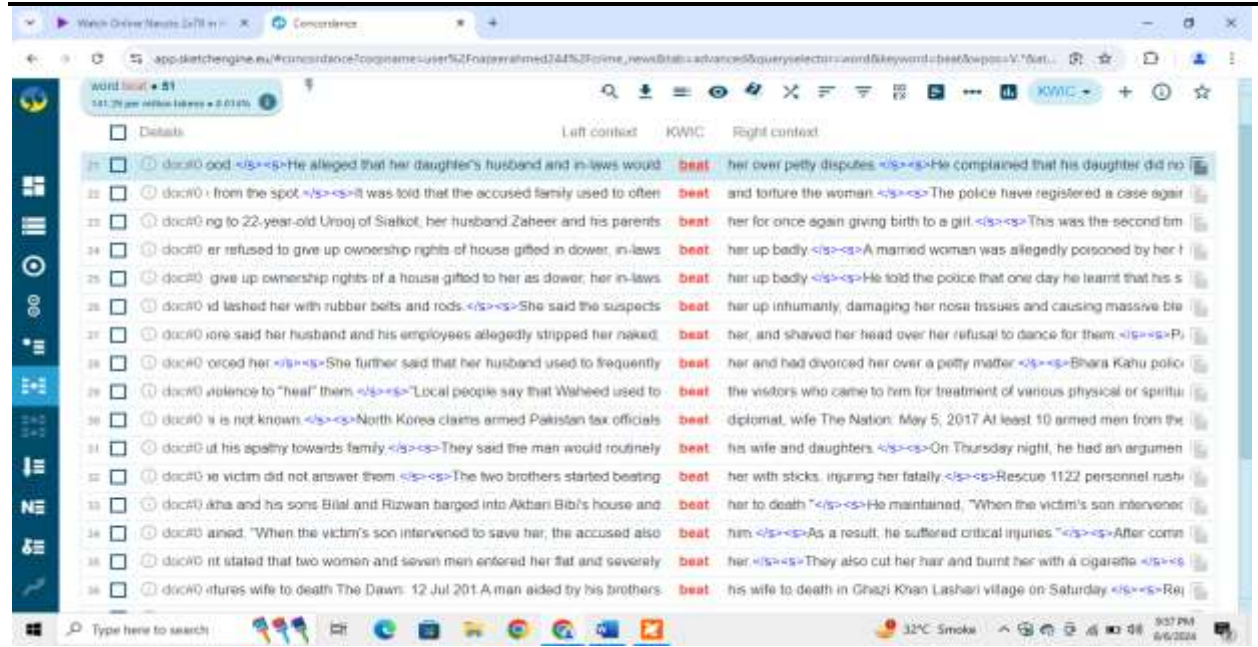 Watch Online Naruto 1x78 in H
Concordance
app.sketchengine.eu/#concordance?corpname=user%2Fnazeerahmed244%2Fcrime_news&tab=advanced&queryselector=word&keyword=beat&wpos=V.*&at...
word beat • 51
per million tokens • 0.014%
KWIC
Details Left context KWIC Right context
21 doc#0 ood </s><s>He alleged that her daughter's husband and in-laws would beat her over petty disputes </s><s>He complained that his daughter did no
22 doc#0 from the spot </s><s>It was told that the accused family used to often beat and torture the woman </s><s>The police have registered a case agair
23 doc#0 ng to 22-year-old Urooj of Sialkot, her husband Zaheer and his parents beat her for once again giving birth to a girl </s><s>This was the second tim
24 doc#0 er refused to give up ownership rights of house gifted in dower, in-laws beat her up badly </s><s>A married woman was allegedly poisoned by her h
25 doc#0 give up ownership rights of a house gifted to her as dower, her in-laws beat her up badly </s><s>He told the police that one day he learnt that his s
26 doc#0 id lashed her with rubber belts and rods </s><s>She said the suspects beat her up inhumanly, damaging her nose tissues and causing massive ble
27 doc#0 iore said her husband and his employees allegedly stripped her naked, beat her, and shaved her head over her refusal to dance for them </s><s>P
28 doc#0 orced her </s><s>She further said that her husband used to frequently beat her and had divorced her over a petty matter </s><s>Bhara Kahu polic
29 doc#0 violence to "heal" them </s><s>"Local people say that Waheed used to beat the visitors who came to him for treatment of various physical or spiritu
30 doc#0 s is not known </s><s>North Korea claims armed Pakistan tax officials beat diplomat, wife The Nation: May 5, 2017 At least 10 armed men from the
31 doc#0 ut his apathy towards family </s><s>They said the man would routinely beat his wife and daughters </s><s>On Thursday night, he had an argumen
32 doc#0 ie victim did not answer them </s><s>The two brothers started beating beat her with sticks, injuring her fatally </s><s>Rescue 1122 personnel rush
33 doc#0 kha and his sons Bilal and Rizwan barged into Akbari Bibi's house and beat her to death "</s><s>He maintained, "When the victim's son intervened
34 doc#0 ained, "When the victim's son intervened to save her, the accused also beat him </s><s>As a result, he suffered critical injuries "</s><s>After comm
35 doc#0 nt stated that two women and seven men entered her flat and severely beat her </s><s>They also cut her hair and burnt her with a cigarette </s><s
36 doc#0 rtures wife to death The Dawn: 12 Jul 201 A man aided by his brothers beat his wife to death in Ghazi Khan Lashari village on Saturday </s><s>Re
Type here to search
32°C Smoke
9:37 PM
6/6/2024